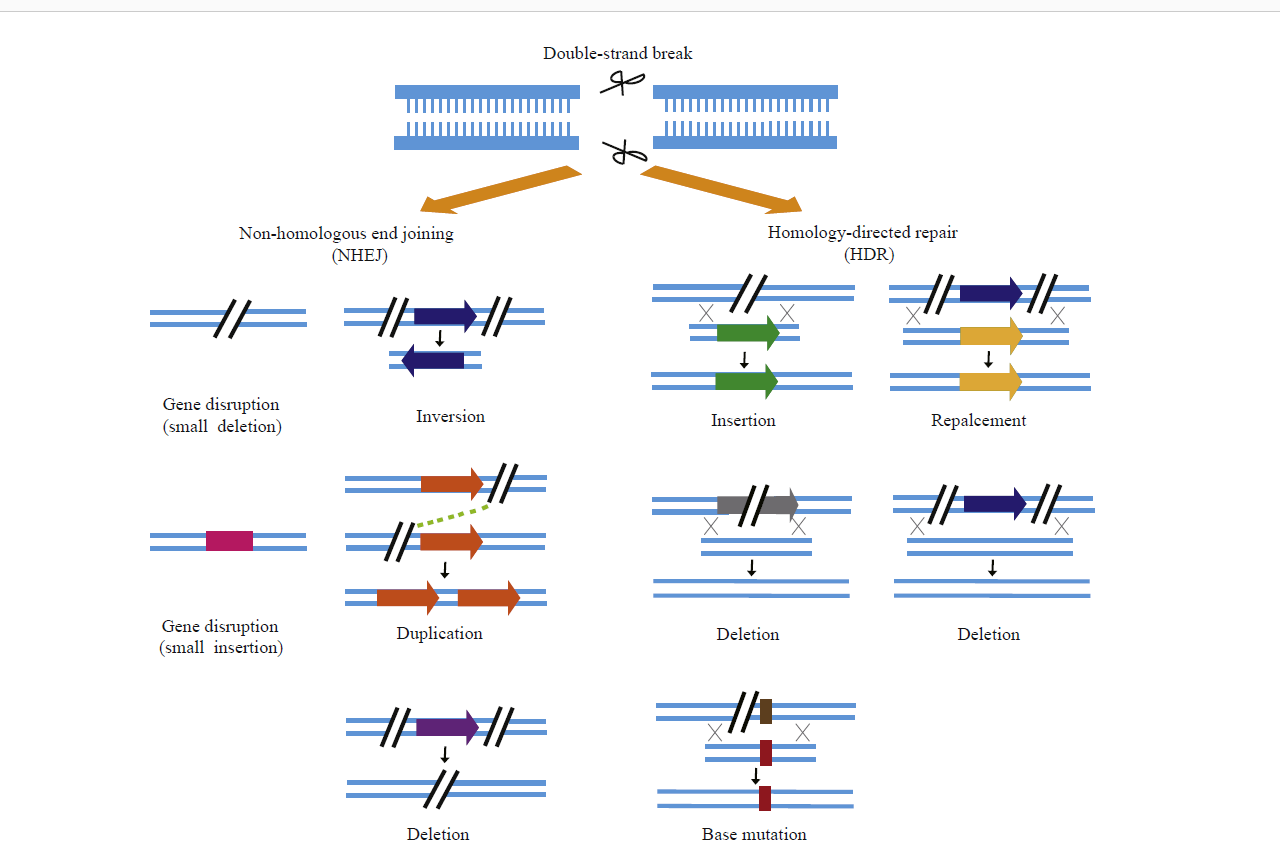 Double-strand break
Non-homologous end joining
(NHEJ)
Homology-directed repair
(HDR)
Gene disruption
(small deletion)
Inversion
Insertion
Repalcement
Gene disruption
(small insertion)
Duplication
Deletion
Deletion
Deletion
Base mutation